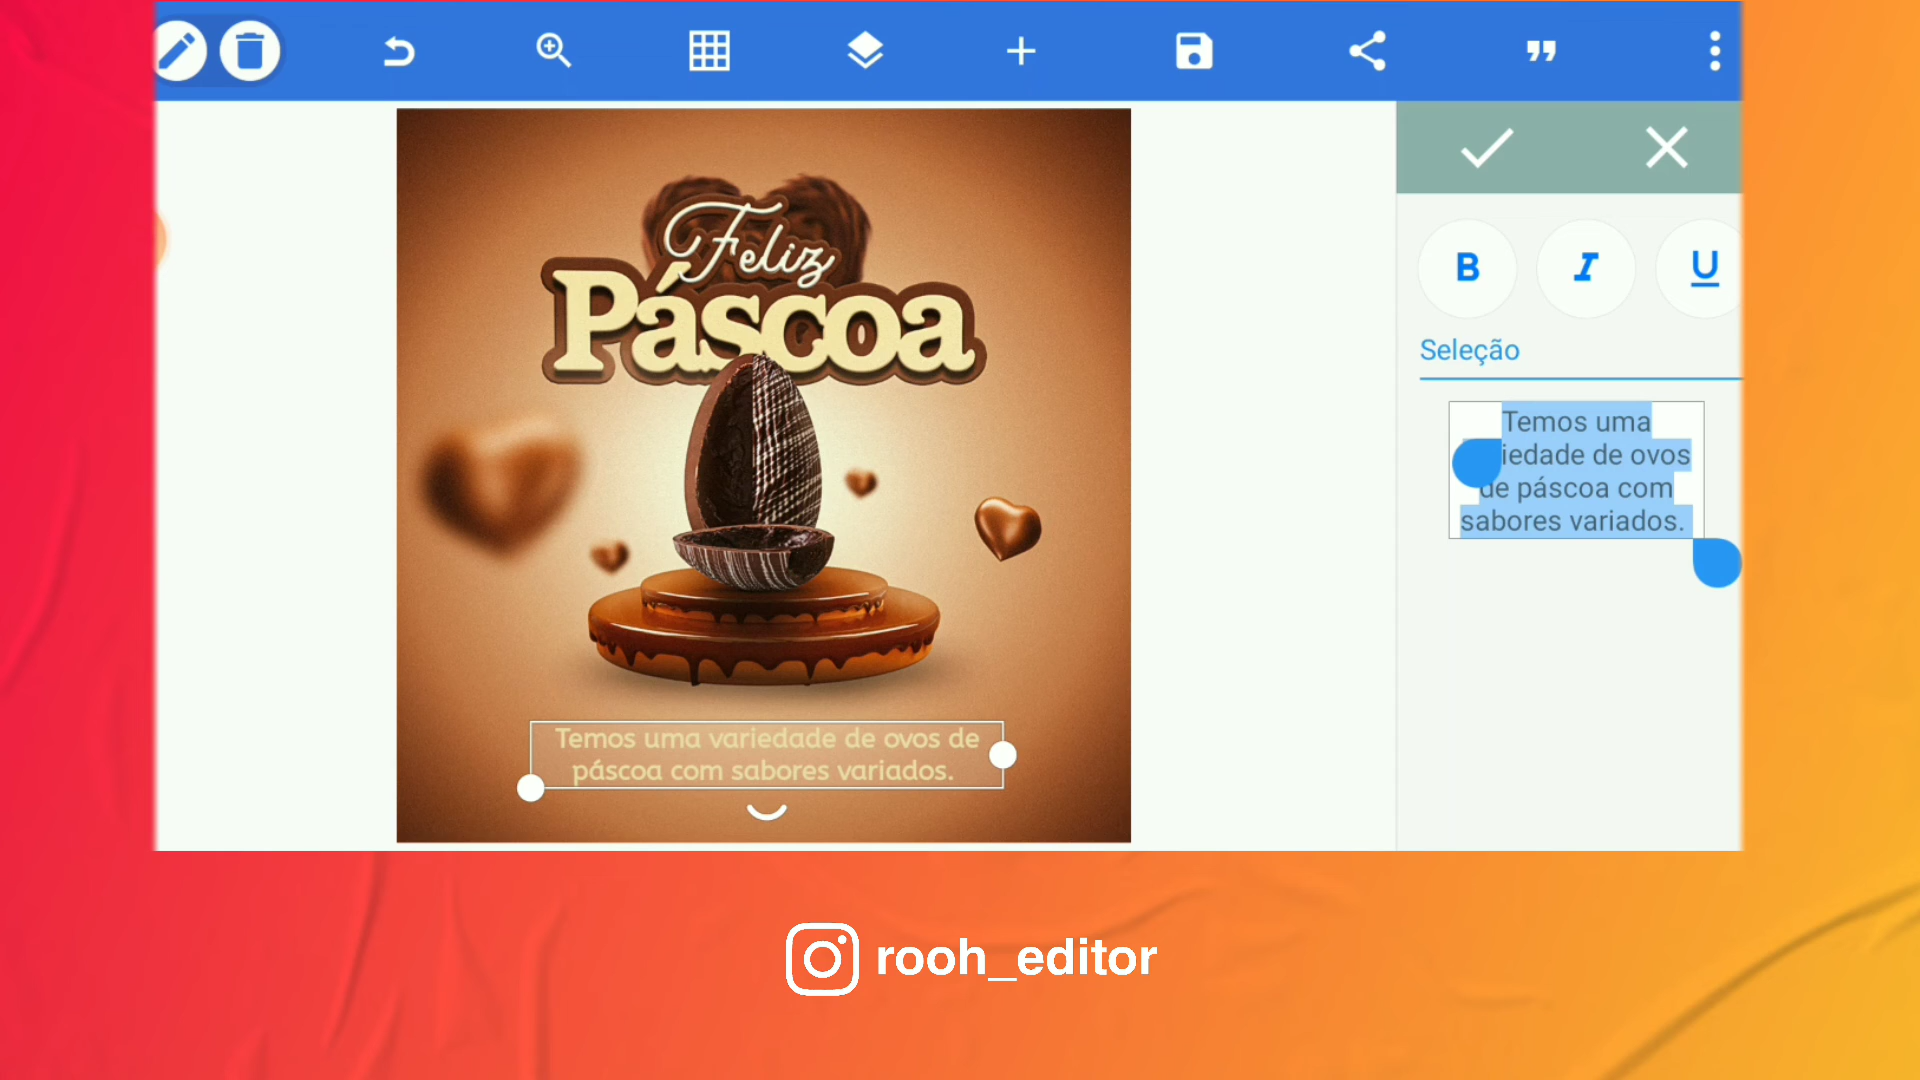 Feliz
Páscoa
Temos uma variedade de ovos de
páscoa com sabores variados.
B I U
Seleção
Temos uma
iedade de ovos
de páscoa com
sabores variados.
rooh_editor